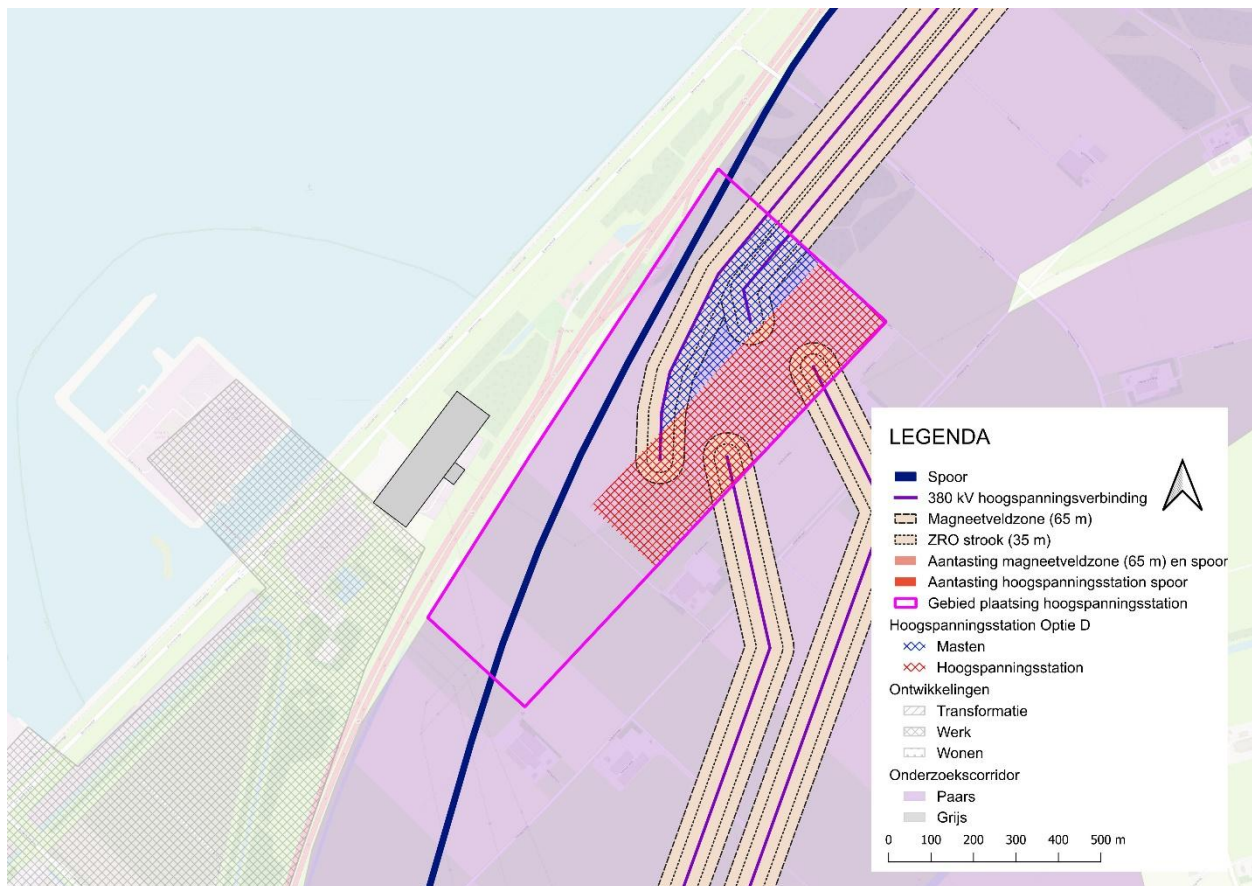 LEGENDA
Spoor
380 kV hoogspanningsverbinding
Magneetveldzone (65 m)
ZRO strook (35 m)
Aantasting magneetveldzone (65 m) en spoor
Aantasting hoogspanningsstation spoor
Gebied plaatsing hoogspanningsstation
Hoogspanningsstation Optie D
Masten
Hoogspanningsstation
Ontwikkelingen
Transformatie
Werk
Wonen
Onderzoekscorridor
Paars
Grijs
0 100 200 300 400 500 m